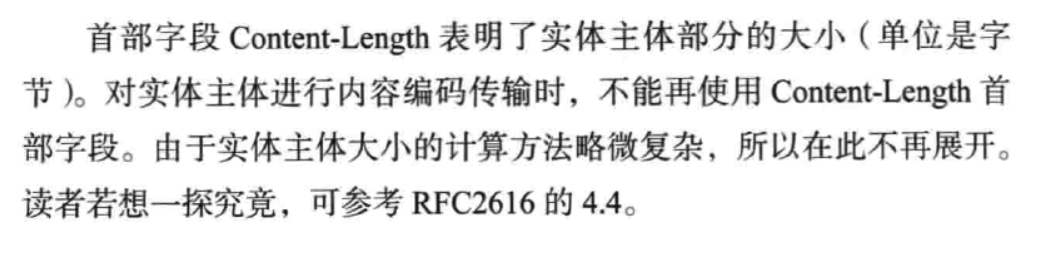 首部字段 Content-Length 表明了实体主体部分的大小（单位是字
节）。对实体主体进行内容编码传输时，不能再使用 Content-Length 首
部字段。由于实体主体大小的计算方法略微复杂，所以在此不再展开。
读者若想一探究竟，可参考 RFC2616 的 4.4。